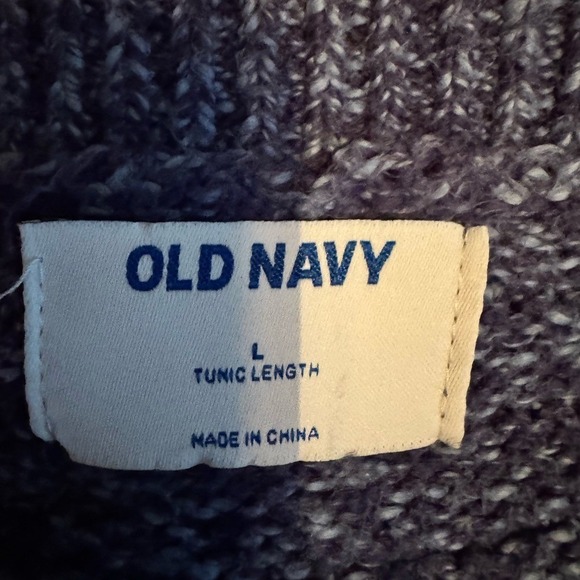 OLD NAVY
L
TUNIC LENGTH
MADE IN CHINA